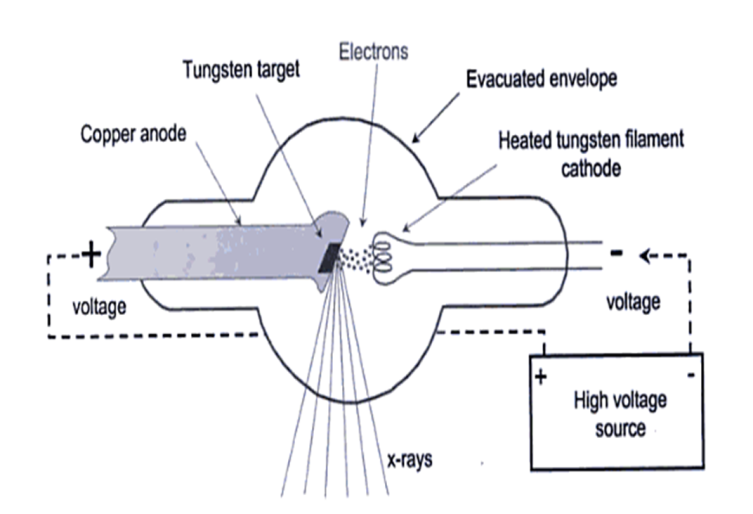 Electrons
Tungsten target
Evacuated envelope
Copper anode
Heated tungsten filament
cathode
+
-
voltage
voltage
+
-
High voltage
source
x-rays